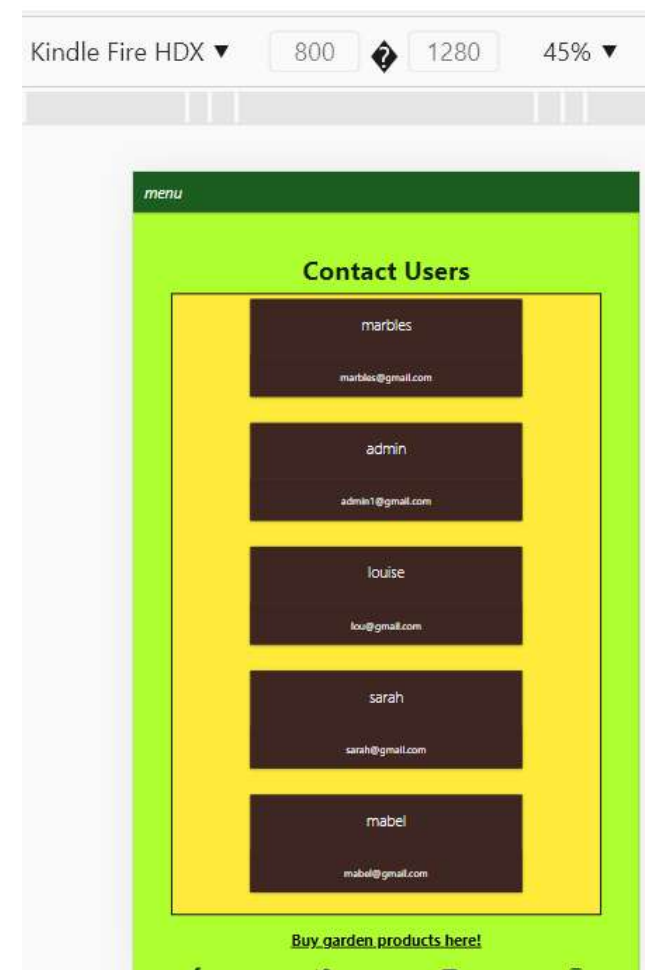 Kindle Fire HDX ▼ 800 � 1280 45% ▼
menu
Contact Users
marbles
marbles@gmail.com
admin
admin1@gmail.com
louise
lou@gmail.com
sarah
sarah@gmail.com
mabel
mabel@gmail.com
Buy garden products here!